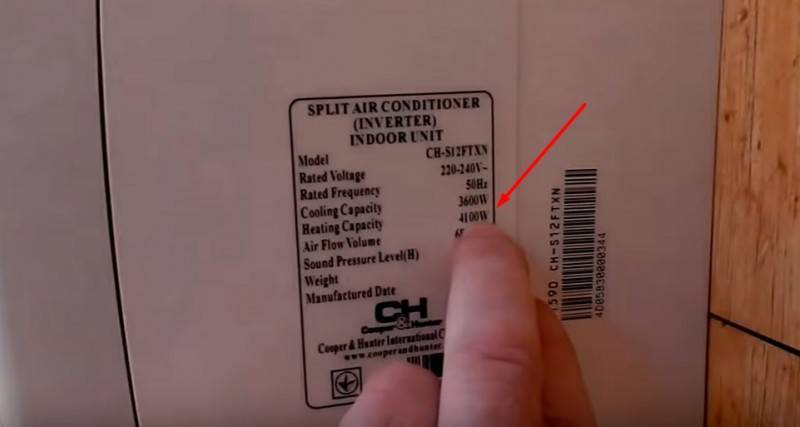 SPLIT AIR CONDITIONER
(INVERTER)
INDOOR UNIT
Model CH-S12FTXN
Rated Voltage 220-240V~
Rated Frequency 50Hz
Cooling Capacity 3600W
Heating Capacity 4100W
Air Flow Volume
Sound Pressure Level(H)
Weight
Manufactured Date
CH
Cooper & Hunter
Cooper & Hunter International
www.cooperandhunter.
CH-S12FTXN
4D05830000344